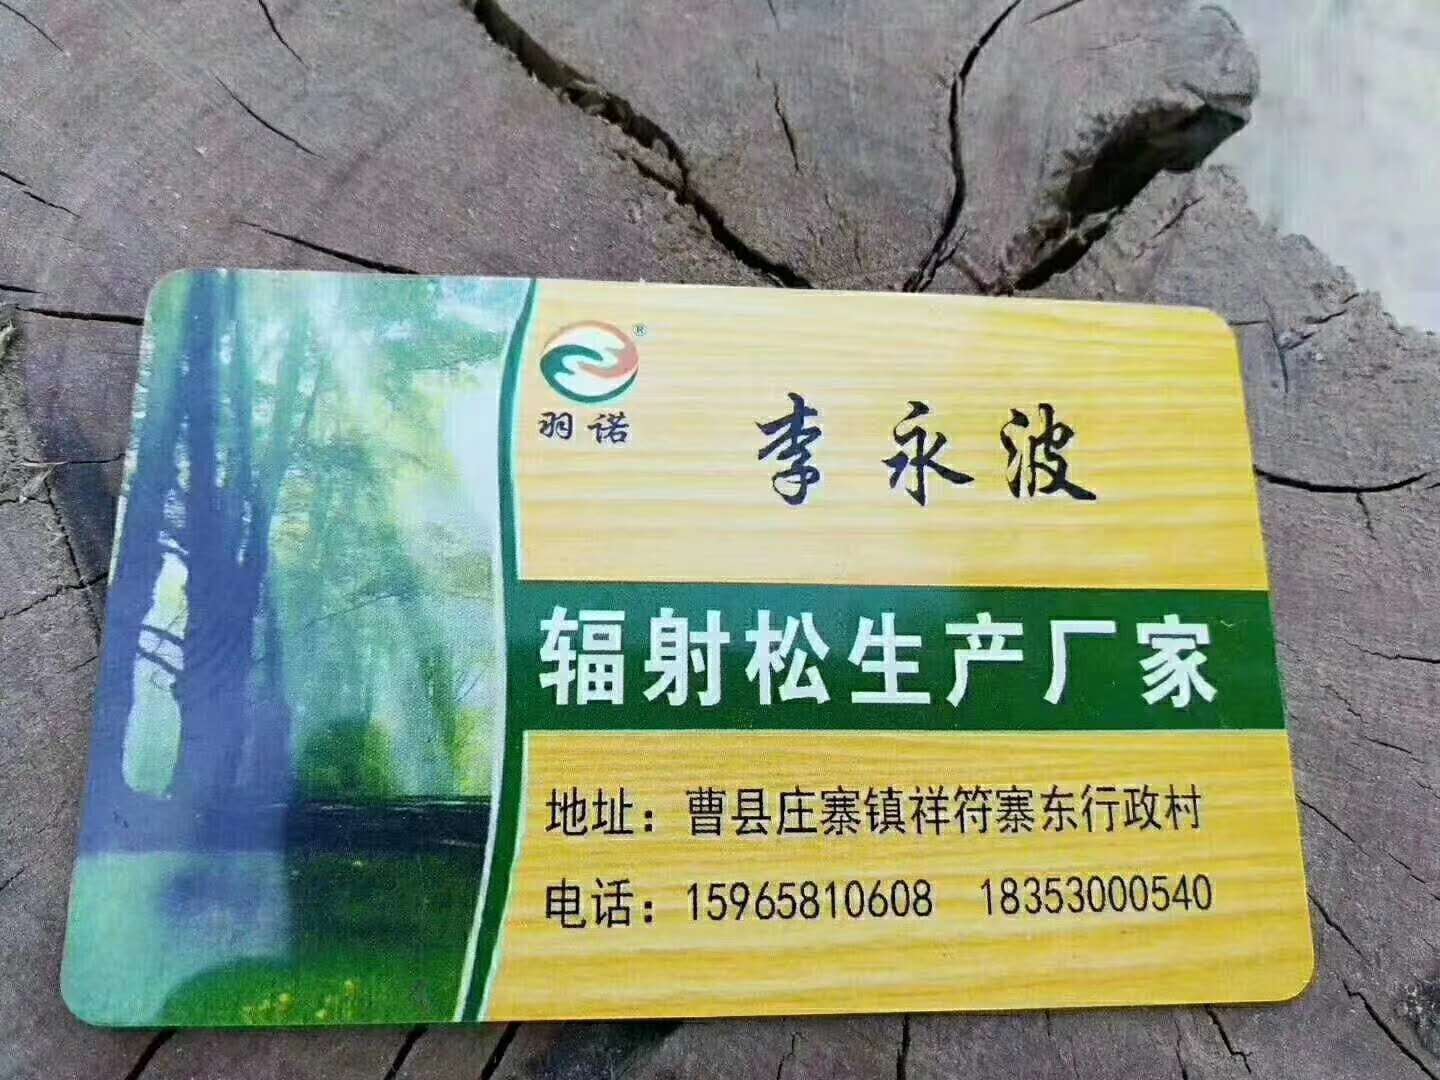 ®
羽诺
李永波
辐射松生产厂家
地址：曹县庄寨镇祥符寨东行政村
电话：15965810608 18353000540